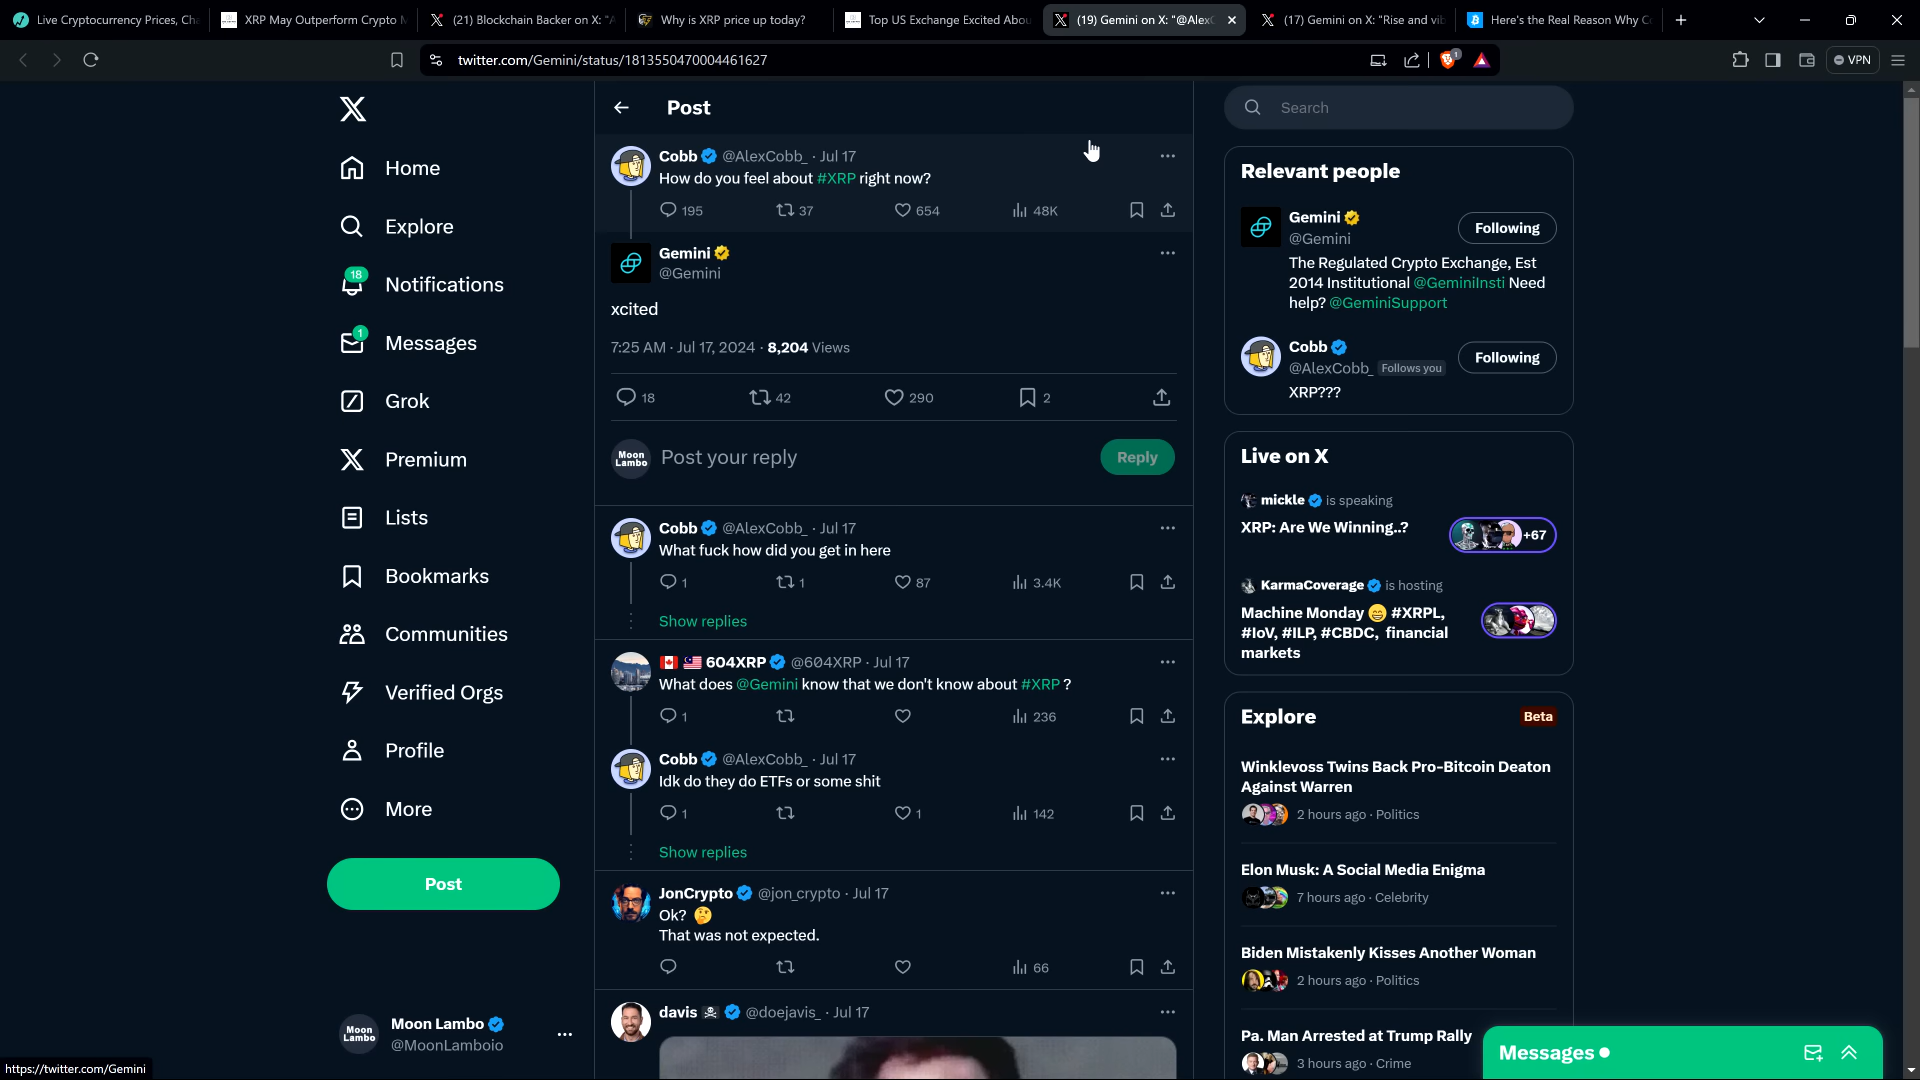 Live Cryptocurrency Prices, Cha
XRP May Outperform Crypto M
(21) Blockchain Backer on X: "A
Why is XRP price up today?
Top US Exchange Excited Abou
(19) Gemini on X: "@AlexC
(17) Gemini on X: "Rise and vib
Here's the Real Reason Why C
twitter.com/Gemini/status/1813550470004461627
1
VPN
Home
Explore
18
Notifications
1
Messages
Grok
Premium
Lists
Bookmarks
Communities
Verified Orgs
Profile
More
Post
Moon Lambo
Moon Lambo
@MoonLamboio
https://twitter.com/Gemini
Post
Cobb @AlexCobb_ · Jul 17
How do you feel about #XRP right now?
195 37 654 48K
Gemini
@Gemini
xcited
7:25 AM · Jul 17, 2024 · 8,204 Views
18 42 290 2
Moon Lambo
Post your reply
Reply
Cobb @AlexCobb_ · Jul 17
What fuck how did you get in here
1 1 87 3.4K
Show replies
604XRP @604XRP · Jul 17
What does @Gemini know that we don't know about #XRP ?
1 236
Cobb @AlexCobb_ · Jul 17
Idk do they do ETFs or some shit
1 1 142
Show replies
JonCrypto @jon_crypto · Jul 17
Ok? 🤔
That was not expected.
66
davis @doejavis_ · Jul 17
Search
Relevant people
Gemini
@Gemini
Following
The Regulated Crypto Exchange, Est
2014 Institutional @GeminiInsti Need
help? @GeminiSupport
Cobb
@AlexCobb_ Follows you
Following
XRP???
Live on X
mickle is speaking
XRP: Are We Winning..?
+67
KarmaCoverage is hosting
Machine Monday 😁 #XRPL,
#IoV, #ILP, #CBDC, financial
markets
Explore
Beta
Winklevoss Twins Back Pro-Bitcoin Deaton
Against Warren
2 hours ago · Politics
Elon Musk: A Social Media Enigma
7 hours ago · Celebrity
Biden Mistakenly Kisses Another Woman
2 hours ago · Politics
Pa. Man Arrested at Trump Rally
3 hours ago · Crime
Messages